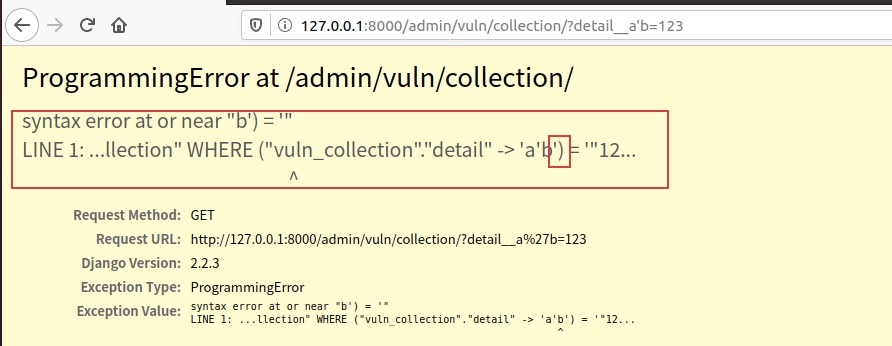 127.0.0.1:8000/admin/vuln/collection/?detail__a'b=123
ProgrammingError at /admin/vuln/collection/
syntax error at or near "b') = '"
LINE 1: ...llection" WHERE ("vuln_collection"."detail" -> 'a'b') = '"12...
^
Request Method: GET
Request URL: http://127.0.0.1:8000/admin/vuln/collection/?detail__a%27b=123
Django Version: 2.2.3
Exception Type: ProgrammingError
Exception Value: syntax error at or near "b') = '"
LINE 1: ...llection" WHERE ("vuln_collection"."detail" -> 'a'b') = '"12...
^